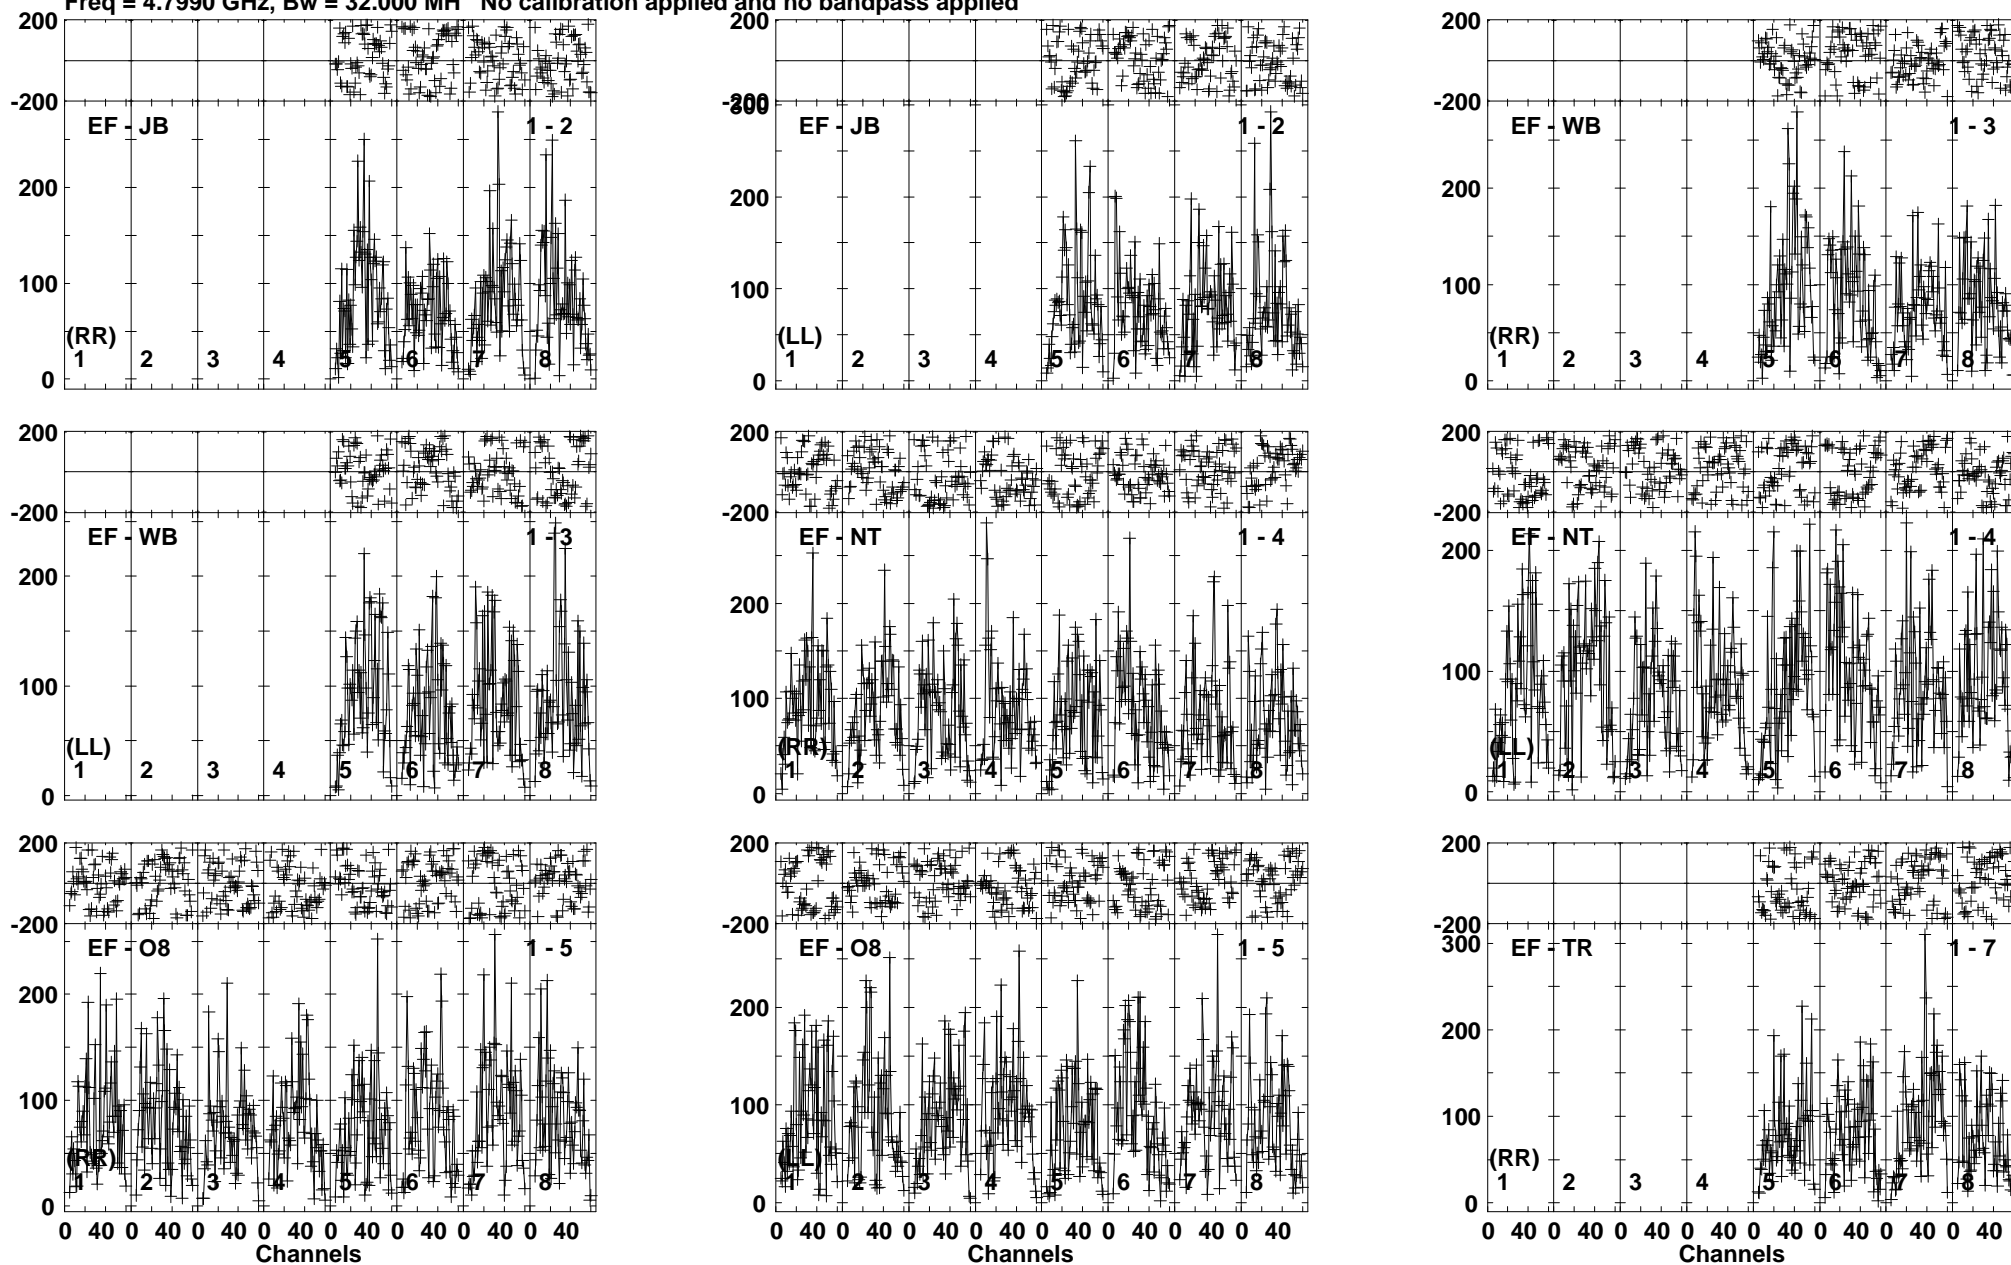 Freq = 4.7990 GHz, Bw = 32.000 MH No calibration applied and no bandpass applied
200 200 200
-200 -200 -200
300
EF - JB 1 - 2 EF - JB 1 - 2 EF - WB 1 - 3
200 200 200
100 100 100
(RR) (LL) (RR)
1 2 3 4 5 6 7 8 1 2 3 4 5 6 7 8 1 2 3 4 5 6 7 8
0 0 0
200 200 200
-200 -200 -200
EF - WB 1 - 3 EF - NT 1 - 4 EF - NT 1 - 4
200 200 200
100 100 100
(LL) (RR) (LL)
1 2 3 4 5 6 7 8 1 2 3 4 5 6 7 8 1 2 3 4 5 6 7 8
0 0 0
200 200 200
-200 -200 -200
EF - O8 1 - 5 EF - O8 1 - 5 EF - TR 1 - 7
300
200 200 200
100 100 100
(RR) (LL) (RR)
1 2 3 4 5 6 7 8 1 2 3 4 5 6 7 8 1 2 3 4 5 6 7 8
0 0 0
0 40 0 40 0 40 0 40 0 40 0 40 0 40 0 40 0 40 0 40 0 40 0 40 0 40 0 40 0 40 0 40 0 40 0 40 0 40 0 40 0 40 0 40 0 40 0 40
Channels Channels Channels